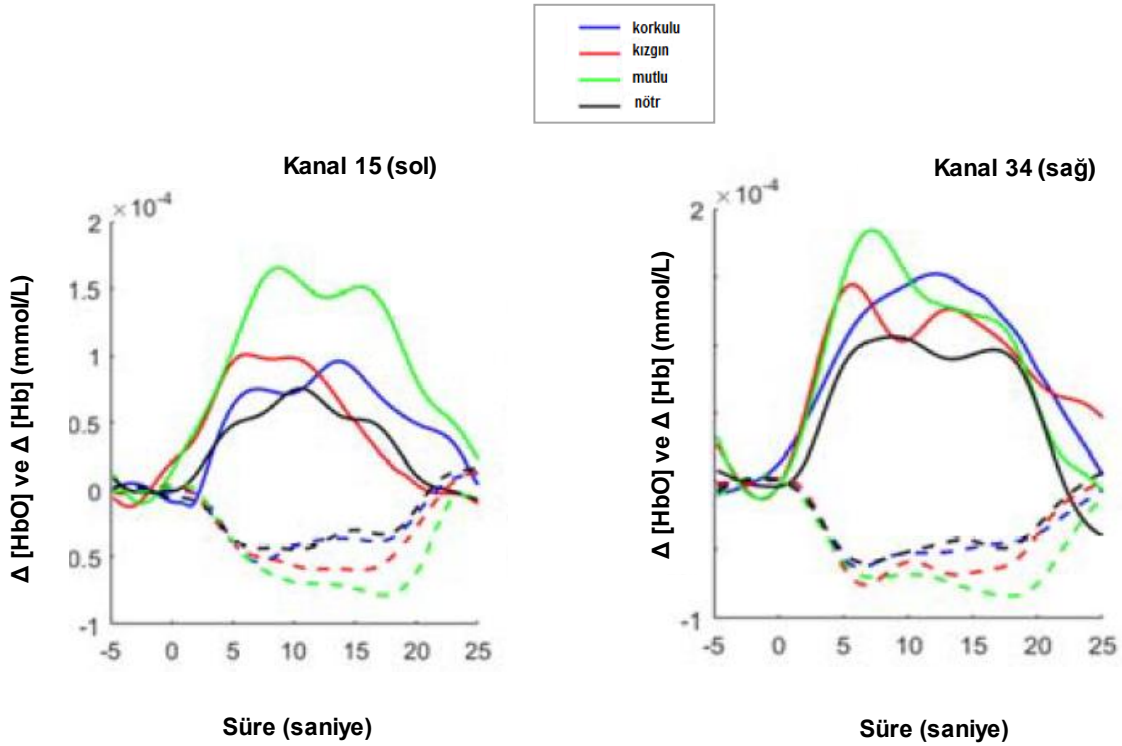 korkulu
kızgın
mutlu
nötr
Kanal 15 (sol)
×10⁻⁴
2
1.5
1
0.5
0
0.5
-1
-5 0 5 10 15 20 25
Δ [HbO] ve Δ [Hb] (mmol/L)
Süre (saniye)
Kanal 34 (sağ)
×10⁻⁴
2
-1
-5 0 5 10 15 20 25
Δ [HbO] ve Δ [Hb] (mmol/L)
Süre (saniye)